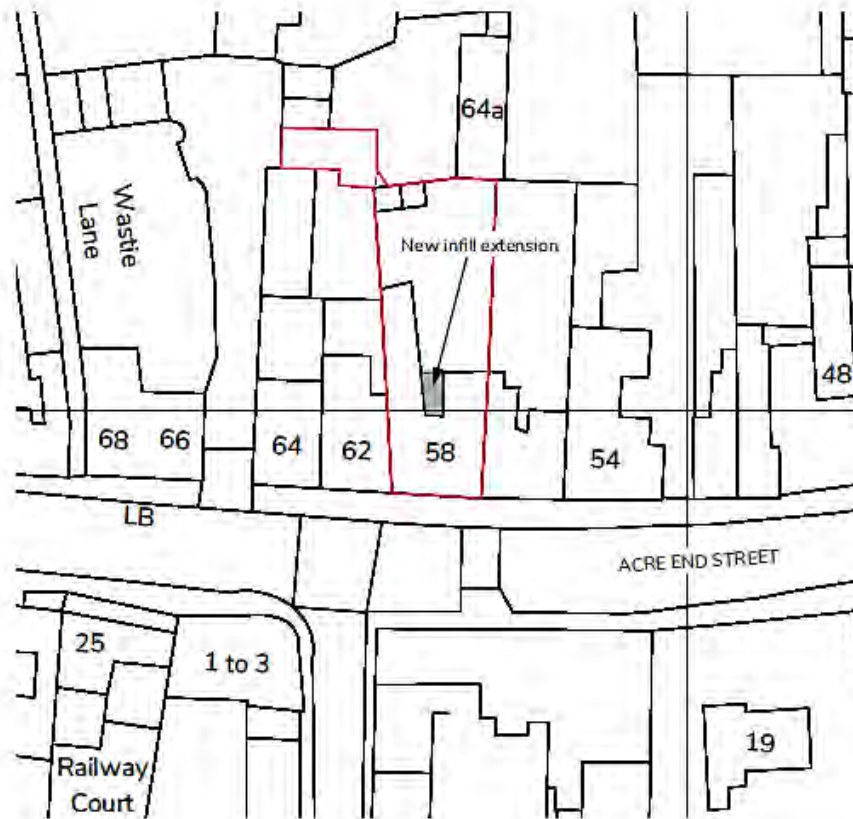 64a
Wastie
Lane
New infill extension
48
68
66
64
62
58
54
LB
ACRE END STREET
25
1 to 3
19
Railway
Court